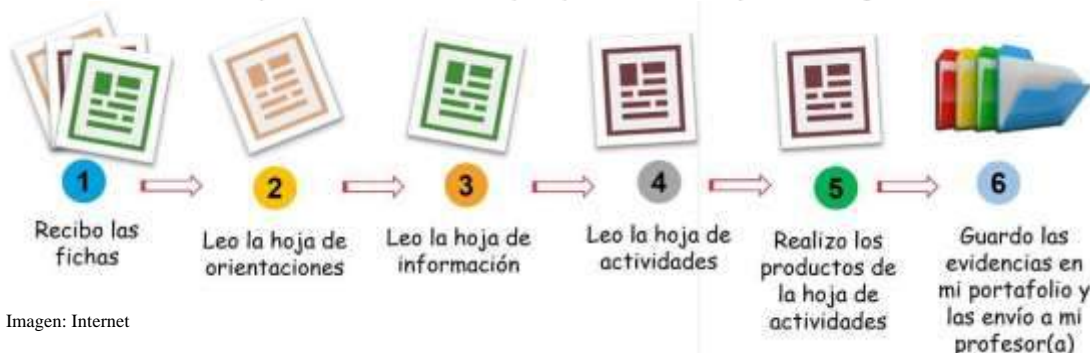 1
Recibo las
fichas
2
Leo la hoja de
orientaciones
3
Leo la hoja de
información
4
Leo la hoja de
actividades
5
Realizo los
productos de
la hoja de
actividades
6
Guardo las
evidencias en
mi portafolio y
las envío a mi
profesor(a)
Imagen: Internet